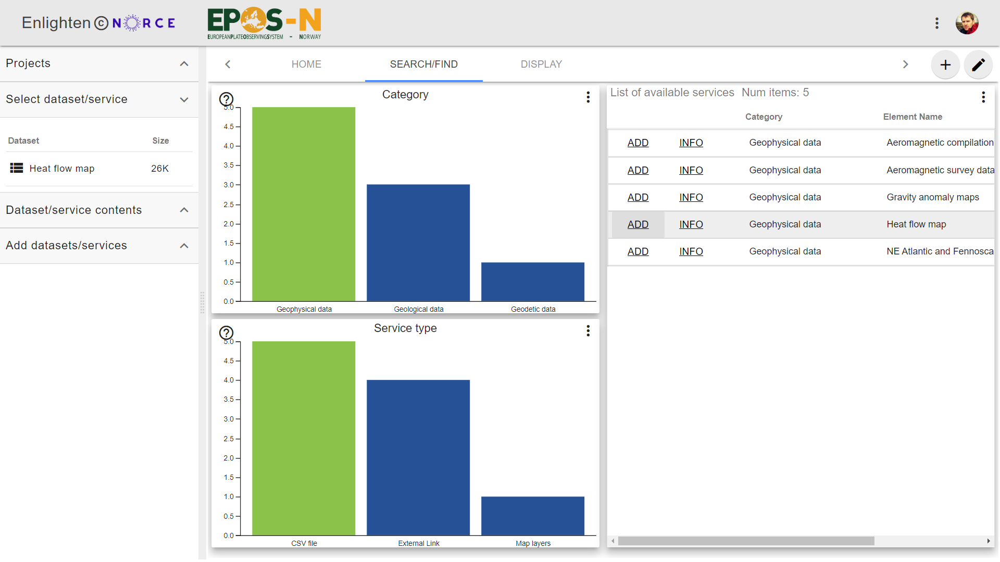 Enlighten © NORCE
EPOS-N
EUROPEANPLATEOBSERVINGSYSTEM - NORWAY
Projects
Select dataset/service
Dataset Size
Heat flow map 26K
Dataset/service contents
Add datasets/services
HOME SEARCH/FIND DISPLAY
Category
5.0
4.5
4.0
3.5
3.0
2.5
2.0
1.5
1.0
0.5
0.0
Geophysical data Geological data Geodetic data
Service type
5.0
4.5
4.0
3.5
3.0
2.5
2.0
1.5
1.0
0.5
0.0
CSV file External Link Map layers
List of available services Num items: 5
Category Element Name
ADD INFO Geophysical data Aeromagnetic compilation
ADD INFO Geophysical data Aeromagnetic survey data
ADD INFO Geophysical data Gravity anomaly maps
ADD INFO Geophysical data Heat flow map
ADD INFO Geophysical data NE Atlantic and Fennosca